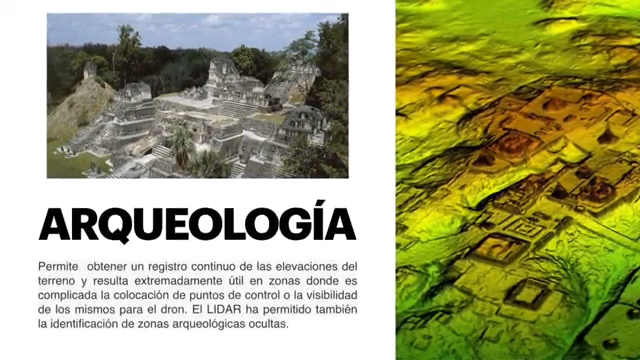 ARQUEOLOGÍA
Permite obtener un registro continuo de las elevaciones del
terreno y resulta extremadamente útil en zonas donde es
complicada la colocación de puntos de control o la visibilidad
de los mismos para el dron. El LIDAR ha permitido también
la identificación de zonas arqueológicas ocultas.